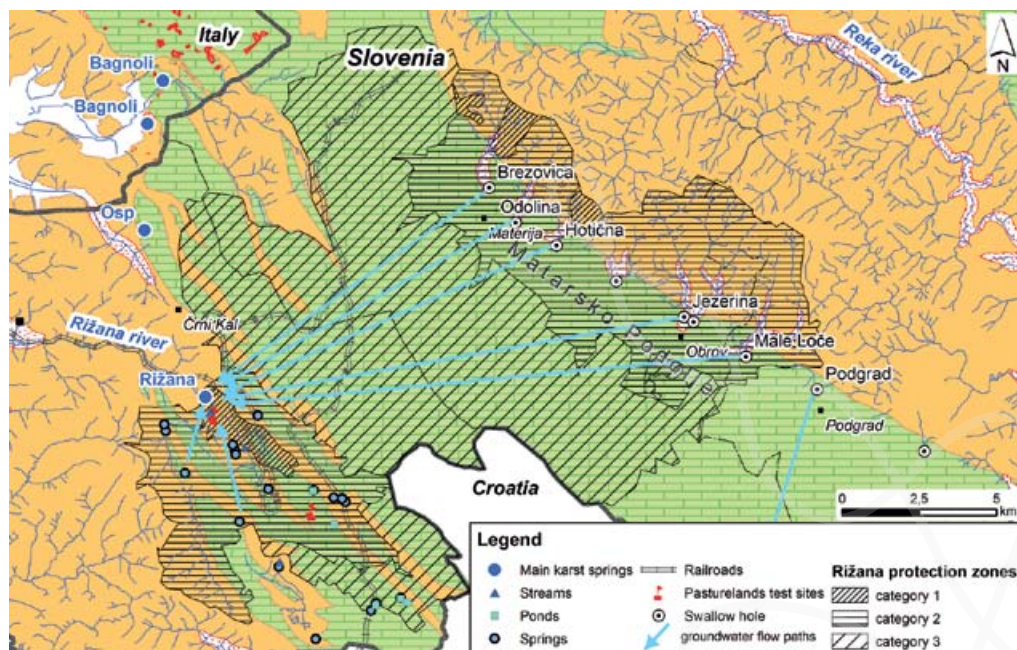 Italy
Slovenia
Bagnoli
Bagnoli
Reka river
N
Brezovica
Osp
Odolina
Materija
Hotična
Matarsko Podolje
Črni Kal
Jezerina
Rižana river
Obrov
Male Loče
Rižana
Podgrad
Podgrad
Croatia
0 2,5 5
km
Legend
Main karst springs
Streams
Ponds
Springs
Railroads
Pasturelands test sites
Swallow hole
groundwater flow paths
Rižana protection zones
category 1
category 2
category 3